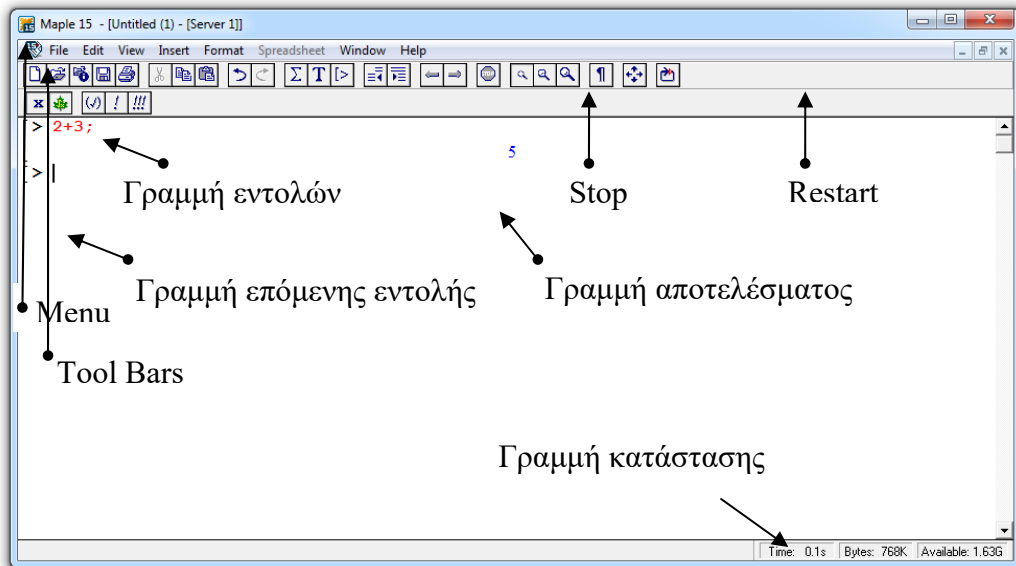 Maple 15 - [Untitled (1) - [Server 1]]
File Edit View Insert Format Spreadsheet Window Help
Σ T [> STOP ¶
x (√) ! !!!
> 2+3;
5
[>
Γραμμή εντολών
Stop
Restart
Γραμμή επόμενης εντολής
Γραμμή αποτελέσματος
Menu
Tool Bars
Γραμμή κατάστασης
Time: 0.1s Bytes: 768K Available: 1.63G